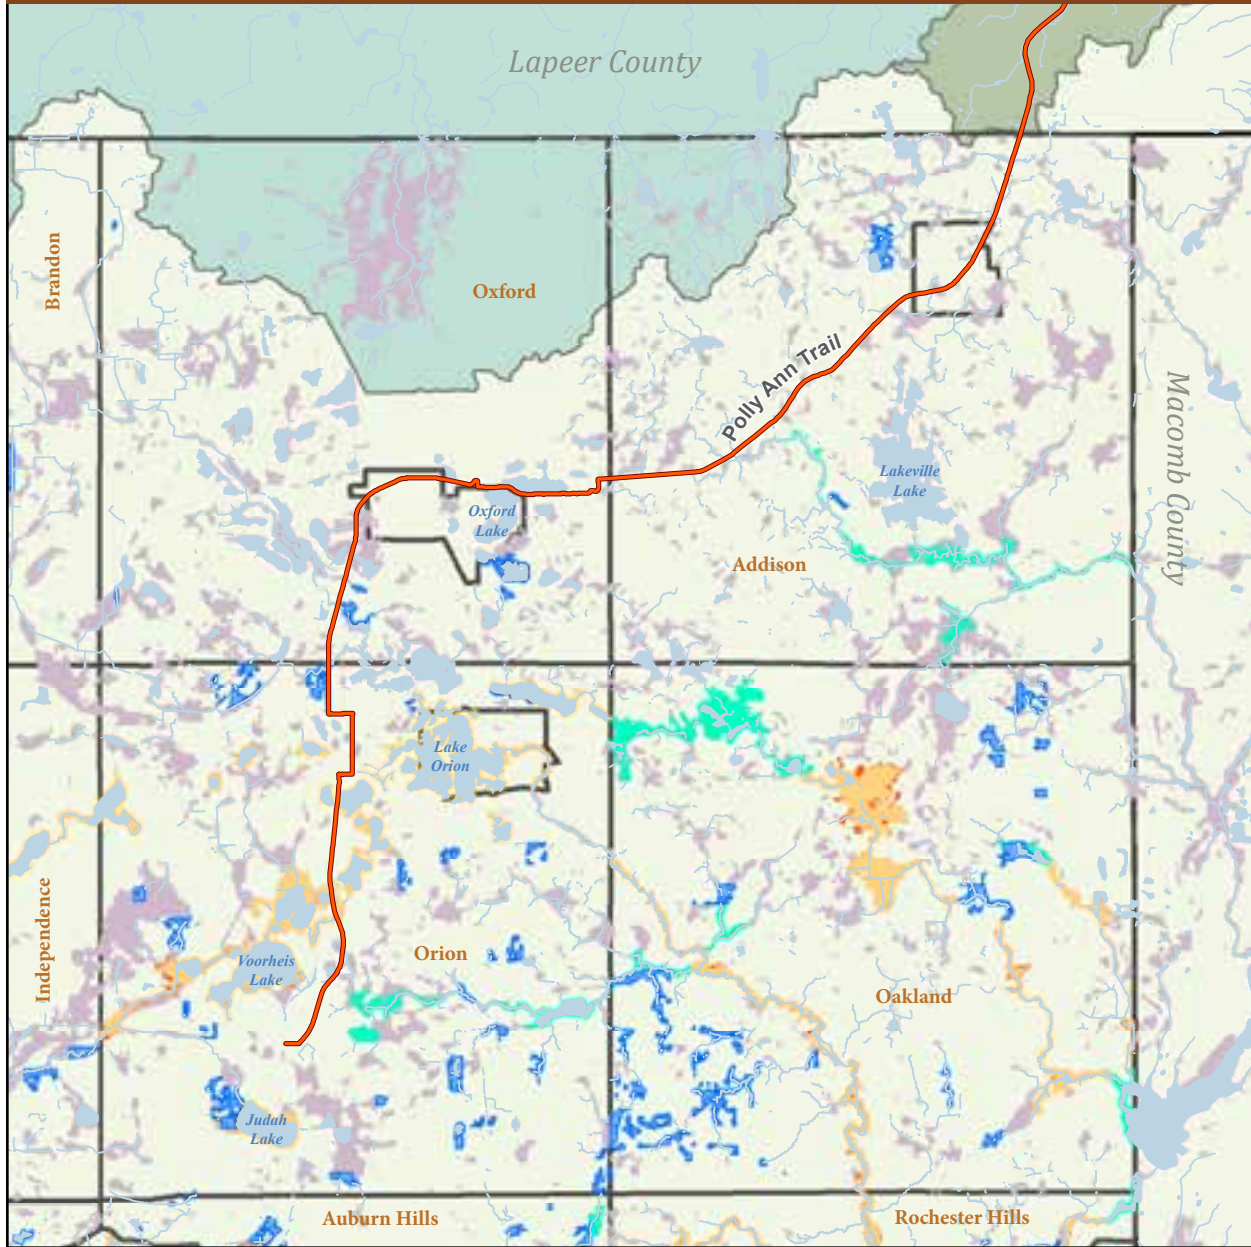 Lapeer County
Brandon
Oxford
Polly Ann Trail
Macomb County
Lakeville
Lake
Oxford
Lake
Addison
Lake
Orion
Independence
Voorheis
Lake
Orion
Oakland
Judah
Lake
Auburn Hills
Rochester Hills